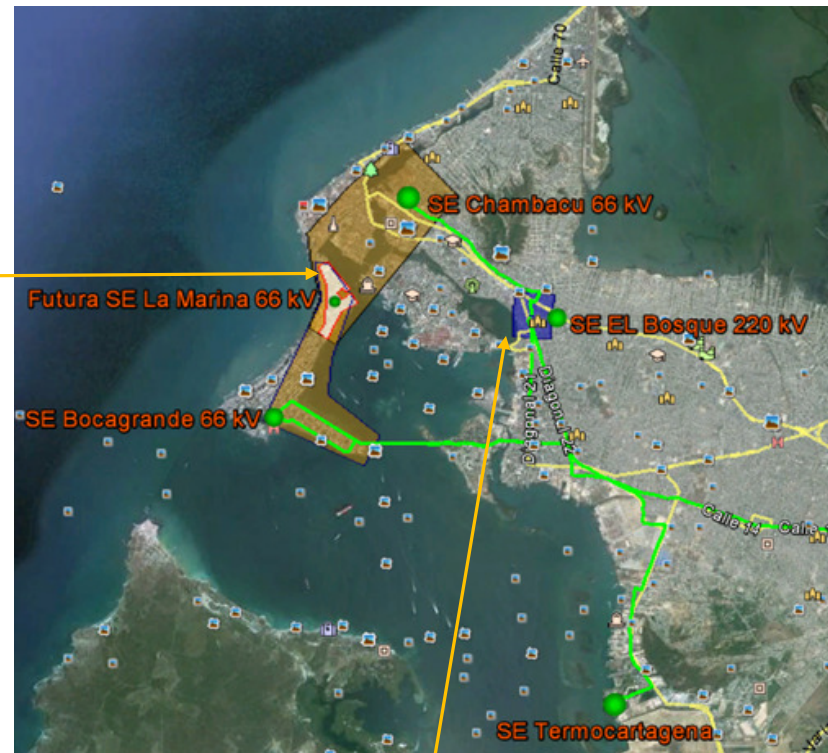 Calle 70
SE Chambacu 66 kV
Futura SE La Marina 66 kV
SE EL Bosque 220 kV
SE Bocagrande 66 kV
Diagonal 21
Diagonal 22
Calle 14
Calle
SE Termocartagena